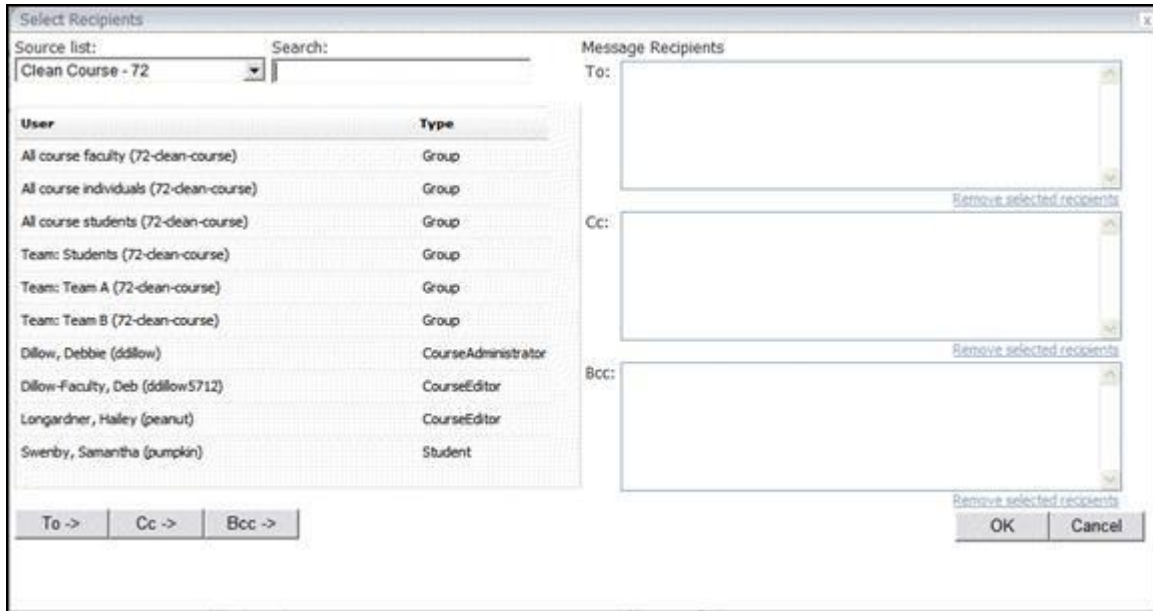 Select Recipients
x
Source list: Search:
Clean Course - 72
Message Recipients
To:
Remove selected recipients
Cc:
Remove selected recipients
Bcc:
Remove selected recipients
User Type
All course faculty (72-clean-course) Group
All course individuals (72-clean-course) Group
All course students (72-clean-course) Group
Team: Students (72-clean-course) Group
Team: Team A (72-clean-course) Group
Team: Team B (72-clean-course) Group
Dillow, Debbie (ddillow) CourseAdministrator
Dillow-Faculty, Deb (ddillow5712) CourseEditor
Longardner, Hailey (peanut) CourseEditor
Swenby, Samantha (pumpkin) Student
To -> Cc -> Bcc ->
OK Cancel